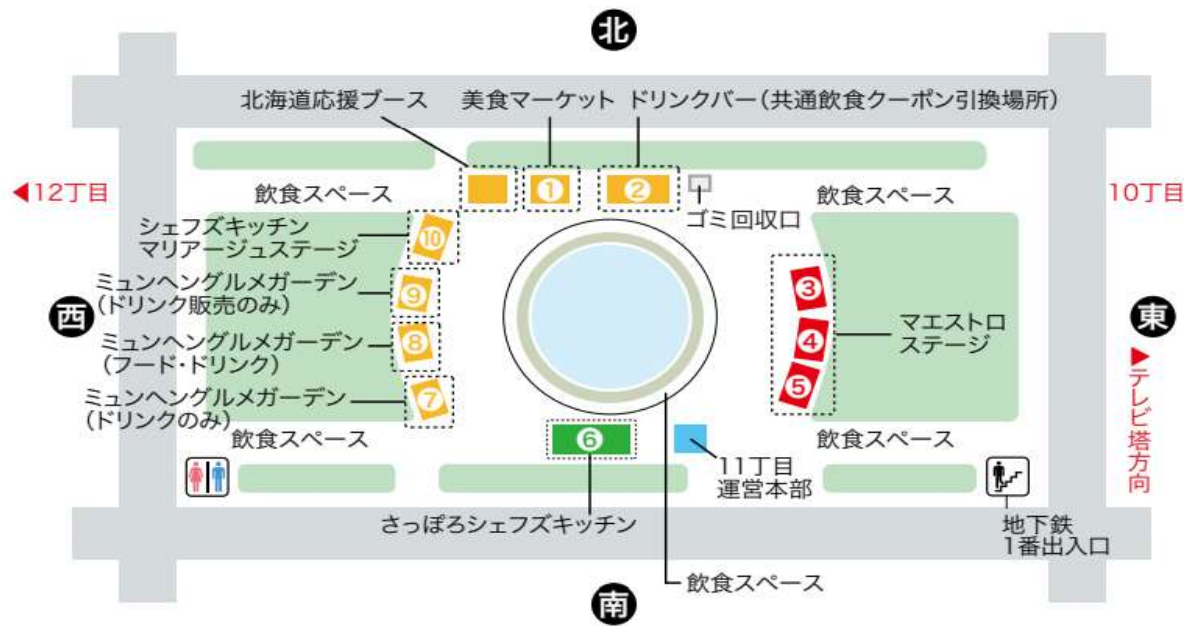 北
北海道応援ブース
美食マーケット
ドリンクバー(共通飲食クーポン引換場所)
◀12丁目
飲食スペース
①
②
ゴミ回収口
飲食スペース
10丁目
シェフズキッチン
マリアージュステージ
⑩
ミュンヘングルメガーデン
(ドリンク販売のみ)
⑨
③
西
東
ミュンヘングルメガーデン
(フード・ドリンク)
⑧
④
マエストロ
ステージ
ミュンヘングルメガーデン
(ドリンクのみ)
⑦
⑤
▶テレビ塔方向
飲食スペース
⑥
飲食スペース
11丁目
運営本部
さっぽろシェフズキッチン
地下鉄
1番出入口
飲食スペース
南